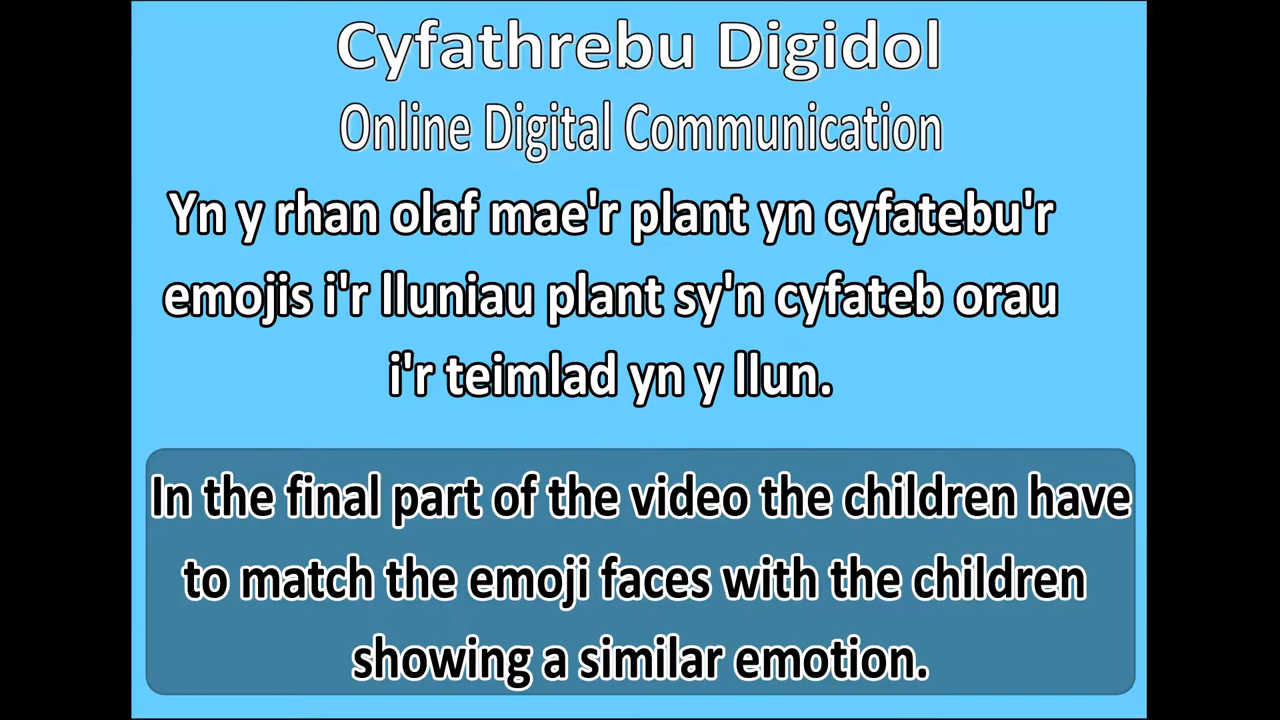 Cyfathrebu Digidol
Online Digital Communication
Yn y rhan olaf mae'r plant yn cyfatebu'r
emojis i'r lluniau plant sy'n cyfateb orau
i'r teimlad yn y llun.
In the final part of the video the children have
to match the emoji faces with the children
showing a similar emotion.